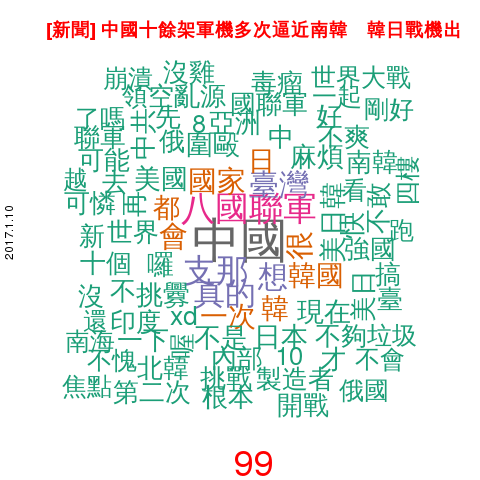 [新聞] 中國十餘架軍機多次逼近南韓 韓日戰機出
2017.1.10
崩潰 沒雞 毒瘤 世界大戰
領空 亂源 國聯軍 一起 剛好
了嗎 先 8 亞洲 好
聯軍 中共 俄 圍毆 中 不爽
可能 日 麻煩 南韓 四樓
越 去 美國 國家 臺灣 看 不敢
可憐 再 都 八國聯軍 美日韓 很快 跑
新 世界 會 中國 很 強國
十個 囉 支那 想 韓國 搞
沒 不 挑釁 真的 美日 臺
還 印度 xd 一次 韓 現在
南海 一下 喔 不是 日本 不夠 垃圾
不愧 北韓 內部 10 才 不會
焦點 第二次 挑戰 製造者 俄國
根本 開戰
99